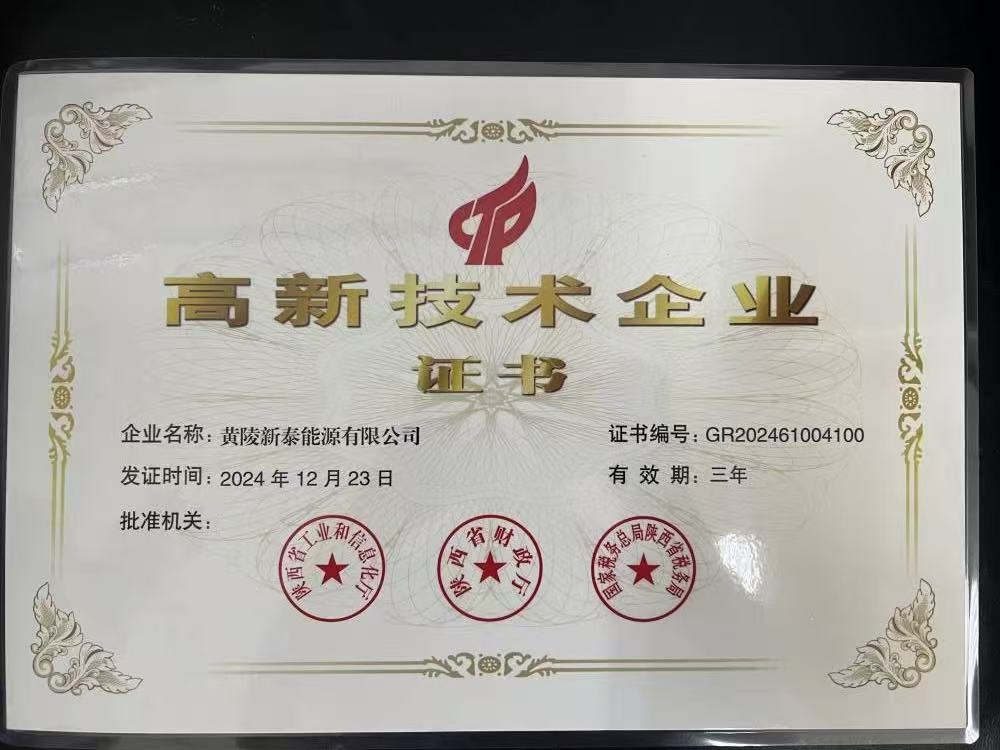 CTP
高新技术企业
证书
企业名称：黄陵新泰能源有限公司
证书编号：GR202461004100
发证时间：2024 年 12 月 23 日
有 效 期：三年
批准机关：
陕西省工业和信息化厅
陕西省财政厅
国家税务总局陕西省税务局